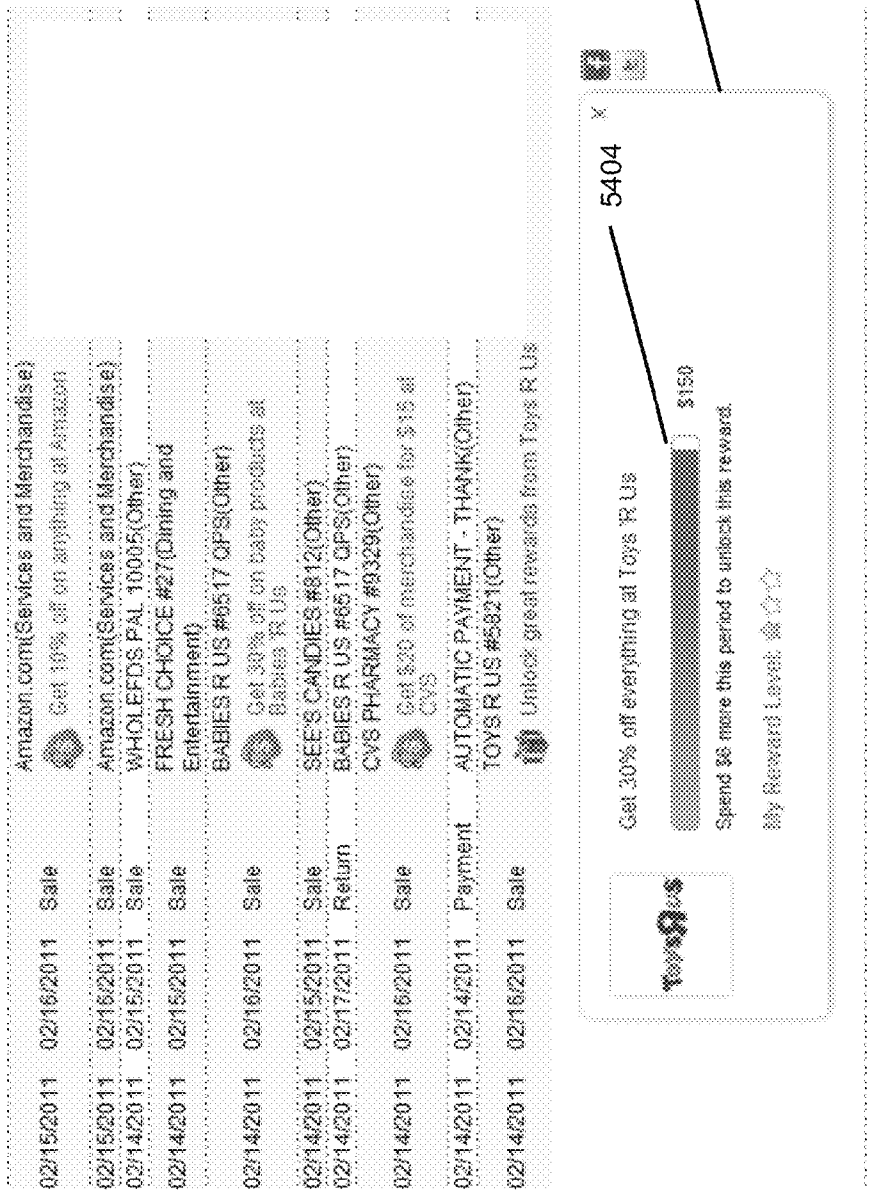 02/15/2011 02/16/2011 Sale Amazon.com(Services and Merchandise)
Get 10% off on anything at Amazon
02/15/2011 02/16/2011 Sale Amazon.com(Services and Merchandise)
02/14/2011 02/15/2011 Sale WHOLEFDS PAL 10005(Other)
02/14/2011 02/15/2011 Sale FRESH CHOICE #27(Dining and
Entertainment)
BABIES R US #6517 QPS(Other)
02/14/2011 02/16/2011 Sale Get 30% off on baby products at
Babies 'R Us
02/14/2011 02/15/2011 Sale SEE'S CANDIES #812(Other)
02/14/2011 02/17/2011 Return BABIES R US #6517 QPS(Other)
CVS PHARMACY #9329(Other)
02/14/2011 02/16/2011 Sale Get $20 of merchandise for $15 at
CVS
02/14/2011 02/14/2011 Payment AUTOMATIC PAYMENT - THANK(Other)
TOYS R US #5821(Other)
02/14/2011 02/16/2011 Sale Unlock great rewards from Toys R Us
X
5404
Toys R us
Get 30% off everything at Toys 'R Us
$150
Spend $6 more this period to unlock this reward.
My Reward Level: